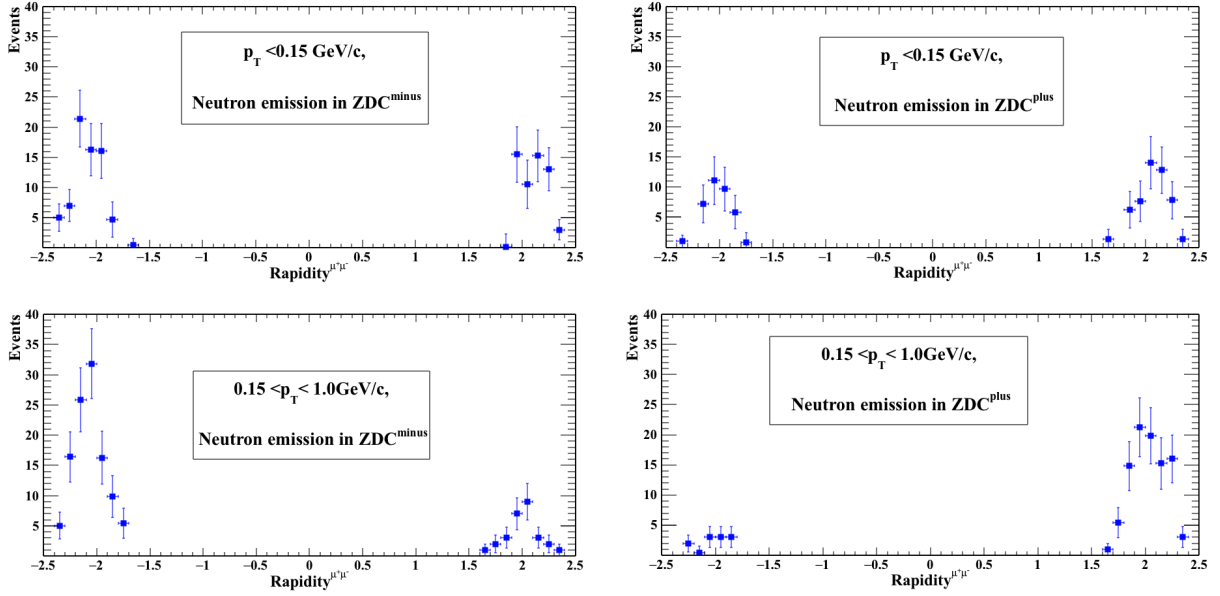 Events
40
35
30
25
20
15
10
5
p_T <0.15 GeV/c,
Neutron emission in ZDC^minus
−2.5 −2 −1.5 −1 −0.5 0 0.5 1 1.5 2 2.5
Rapidity^μ⁺μ⁻
Events
40
35
30
25
20
15
10
5
p_T <0.15 GeV/c,
Neutron emission in ZDC^plus
−2.5 −2 −1.5 −1 −0.5 0 0.5 1 1.5 2 2.5
Rapidity^μ⁺μ⁻
Events
40
35
30
25
20
15
10
5
0.15 <p_T< 1.0GeV/c,
Neutron emission in ZDC^minus
−2.5 −2 −1.5 −1 −0.5 0 0.5 1 1.5 2 2.5
Rapidity^μ⁺μ⁻
Events
40
35
30
25
20
15
10
5
0.15 <p_T< 1.0GeV/c,
Neutron emission in ZDC^plus
−2.5 −2 −1.5 −1 −0.5 0 0.5 1 1.5 2 2.5
Rapidity^μ⁺μ⁻